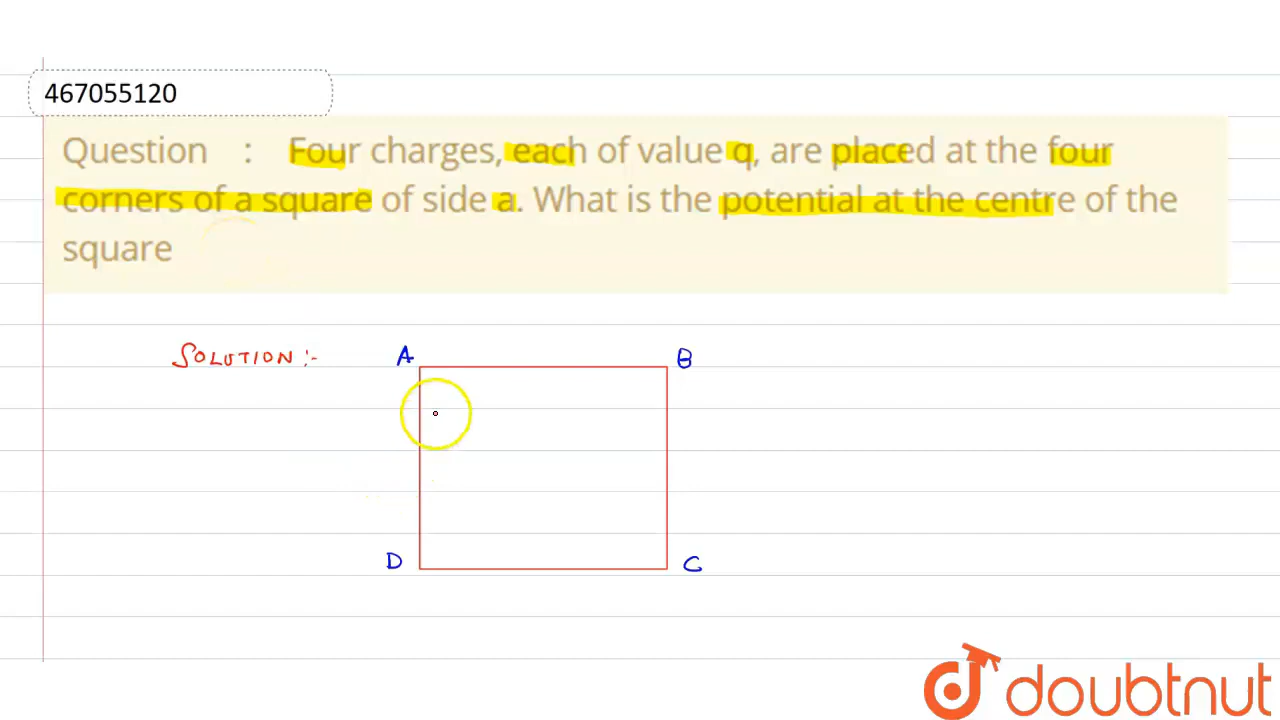 467055120
Question : Four charges, each of value q, are placed at the four
corners of a square of side a. What is the potential at the centre of the
square
SOLUTION :-
A
B
D
C
doubtnut